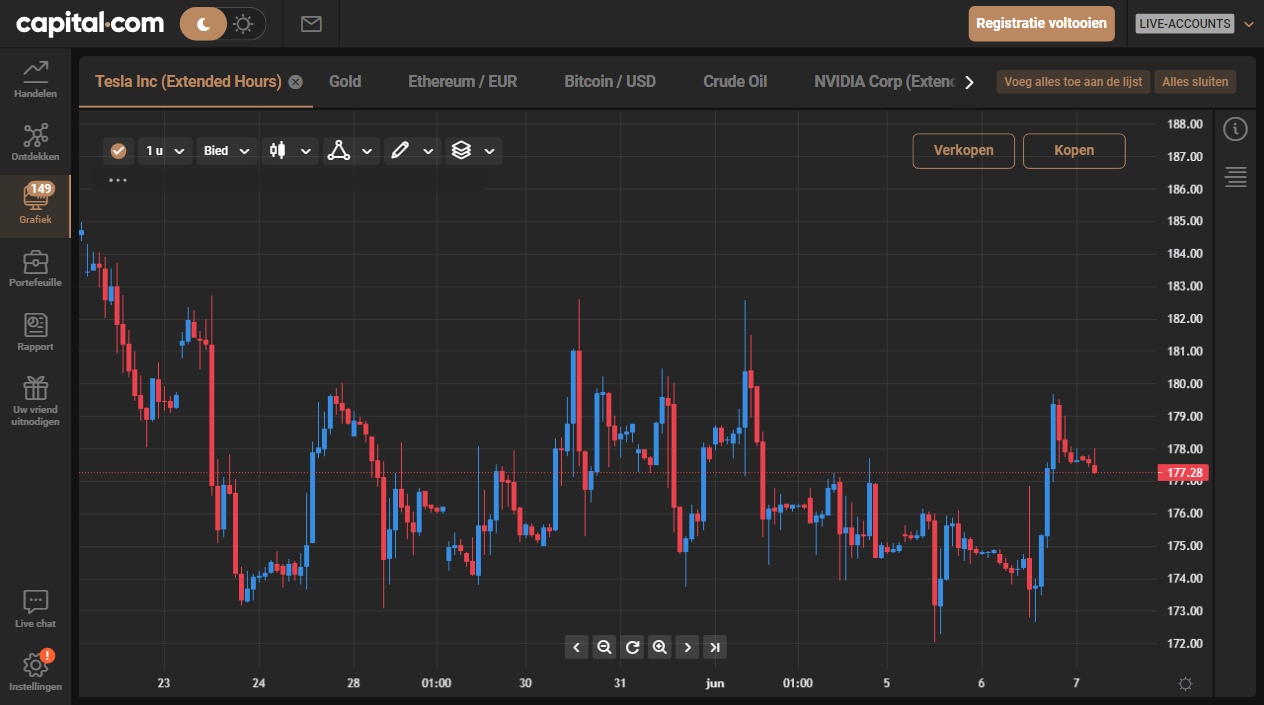 capital.com
Registratie voltooien
LIVE-ACCOUNTS
Handelen
Ontdekken
149
Grafiek
Portefeuille
Rapport
Uw vriend
uitnodigen
Live chat
!
Instellingen
Tesla Inc (Extended Hours)
Gold
Ethereum / EUR
Bitcoin / USD
Crude Oil
NVIDIA Corp (Exten
Voeg alles toe aan de lijst
Alles sluiten
1 u
Bied
...
Verkopen
Kopen
188.00
187.00
186.00
185.00
184.00
183.00
182.00
181.00
180.00
179.00
178.00
177.28
177.00
176.00
175.00
174.00
173.00
172.00
23
24
28
01:00
30
31
jun
01:00
5
6
7